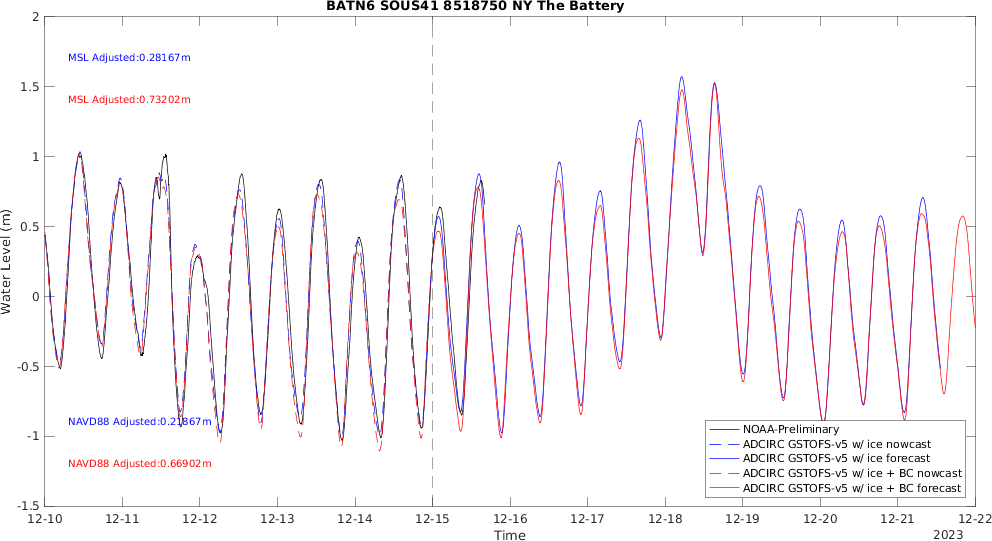 BATN6 SOUS41 8518750 NY The Battery
2
MSL Adjusted:0.28167m
1.5
MSL Adjusted:0.73202m
1
0.5
Water Level (m)
0
-0.5
NAVD88 Adjusted:0.21867m
NOAA-Preliminary
-1
ADCIRC GSTOFS-v5 w/ ice nowcast
ADCIRC GSTOFS-v5 w/ ice forecast
NAVD88 Adjusted:0.66902m
ADCIRC GSTOFS-v5 w/ ice + BC nowcast
ADCIRC GSTOFS-v5 w/ ice + BC forecast
-1.5
12-10 12-11 12-12 12-13 12-14 12-15 12-16 12-17 12-18 12-19 12-20 12-21 12-22
Time
2023